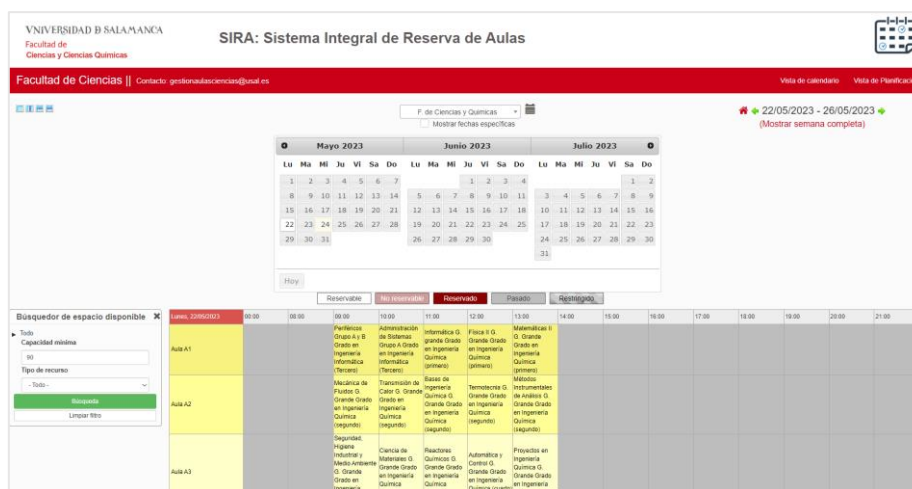 VNIVERSIDAD Ð SALAMANCA
Facultad de
Ciencias y Ciencias Químicas
SIRA: Sistema Integral de Reserva de Aulas
Facultad de Ciencias || Contacto: gestionaulasciencias@usal.es
Vista de calendario Vista de Planificaci
F. de Ciencias y Quimicas
Mostrar fechas específicas
22/05/2023 - 26/05/2023
(Mostrar semana completa)
Mayo 2023 Junio 2023 Julio 2023
Lu Ma Mi Ju Vi Sa Do Lu Ma Mi Ju Vi Sa Do Lu Ma Mi Ju Vi Sa Do
1 2 3 4 5 6 7 1 2 3 4 1 2
8 9 10 11 12 13 14 5 6 7 8 9 10 11 3 4 5 6 7 8 9
15 16 17 18 19 20 21 12 13 14 15 16 17 18 10 11 12 13 14 15 16
22 23 24 25 26 27 28 19 20 21 22 23 24 25 17 18 19 20 21 22 23
29 30 31 26 27 28 29 30 24 25 26 27 28 29 30
31
Hoy
Reservable No reservable Reservado Pasado Restringido
Búsquedor de espacio disponible
Todo
Capacidad mínima
90
Tipo de recurso
- Todo -
Búsqueda
Limpiar filtro
Lunes, 22/05/2023 08:00 09:00 10:00 11:00 12:00 13:00 14:00 15:00 16:00 17:00 18:00 19:00 20:00 21:00
Aula A1
Periféricos
Grupo A y B
Grado en
Ingeniería
Informática
(Tercero)
Administración
de Sistemas
Grupo A Grado
en Ingeniería
Informática
(Tercero)
Informática G.
grande Grado
en Ingeniería
Química
(primero)
Física II G.
Grande Grado
en Ingeniería
Química
(primero)
Matemáticas II
G. Grande
Grado en
Ingeniería
Química
(primero)
Aula A2
Mecánica de
Fluidos G.
Grande Grado
en Ingeniería
Química
(segundo)
Transmisión de
Calor G. Grande
Grado en
Ingeniería
Química
(segundo)
Bases de
Ingeniería
Química G.
Grande Grado
en Ingeniería
Química
(segundo)
Termotecnia G.
Grande Grado
en Ingeniería
Química
(segundo)
Métodos
Instrumentales
de Análisis G.
Grande Grado
en Ingeniería
Química
(segundo)
Aula A3
Seguridad,
Higiene
Industrial y
Medio Ambiente
G. Grande
Grado en
Ingeniería
Ciencia de
Materiales G.
Grande Grado
en Ingeniería
Química
Reactores
Químicos G.
Grande Grado
en Ingeniería
Química
Automática y
Control G.
Grande Grado
en Ingeniería
Química (cuarto)
Proyectos en
Ingeniería
Química G.
Grande Grado
en Ingeniería